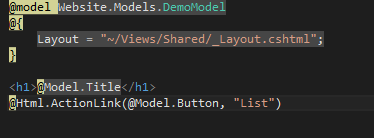 @model Website.Models.DemoModel
@{
    Layout = "~/Views/Shared/_Layout.cshtml";
}

<h1>@Model.Title</h1>
@Html.ActionLink(@Model.Button, "List")